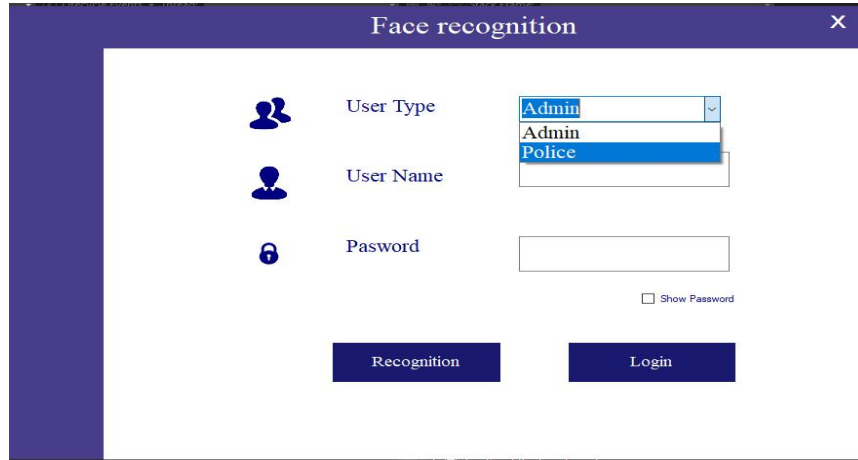 Face recognition X
User Type Admin
Admin
Police
User Name
Pasword
Show Password
Recognition Login